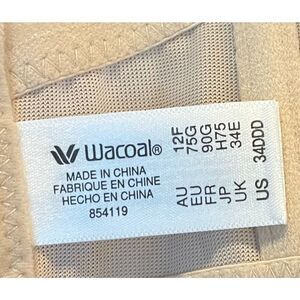 Wacoal®
MADE IN CHINA
FABRIQUE EN CHINE
HECHO EN CHINA
854119
AU 12F
EU 75G
FR 90G
JP H75
UK 34E
US 34DDD